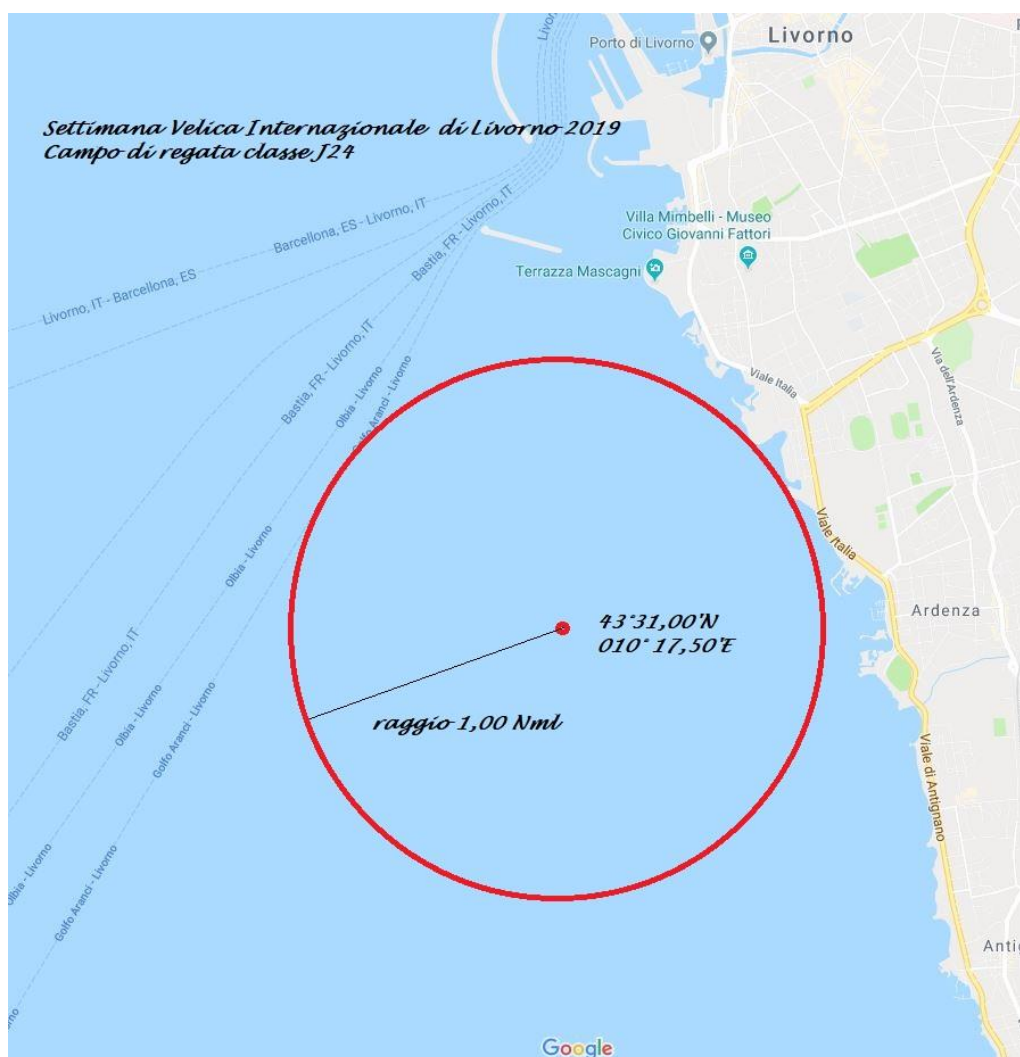 Livorno
Porto di Livorno
Settimana Velica Internazionale di Livorno 2019
Campo di regata classe J24
Barcellona, ES - Livorno, IT
Bastia, FR - Livorno, IT
Livorno, IT - Barcellona, ES
Villa Mimbelli - Museo
Civico Giovanni Fattori
Terrazza Mascagni
Bastia, FR - Livorno, IT
Olbia - Livorno
Golfo Aranci - Livorno
Viale Italia
Via dell'Ardenza
Viale Italia
Olbia - Livorno
43°31,00'N
010° 17,50'E
Ardenza
raggio 1,00 Nml
Bastia, FR - Livorno, IT
Olbia - Livorno
Golfo Aranci - Livorno
Viale di Antignano
Olbia - Livorno
Golfo Aranci - Livorno
Anti
Livorno
Google